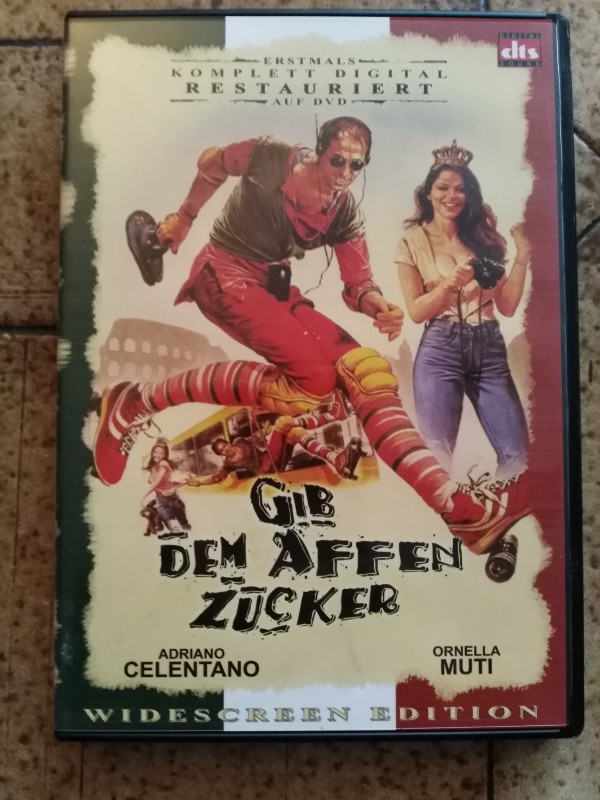 DIGITAL
dts
SOUND
ERSTMALS
KOMPLETT DIGITAL
RESTAURIERT
AUF DVD
GIB
DEM AFFEN
ZUCKER
ADRIANO
CELENTANO
ORNELLA
MUTI
WIDESCREEN EDITION